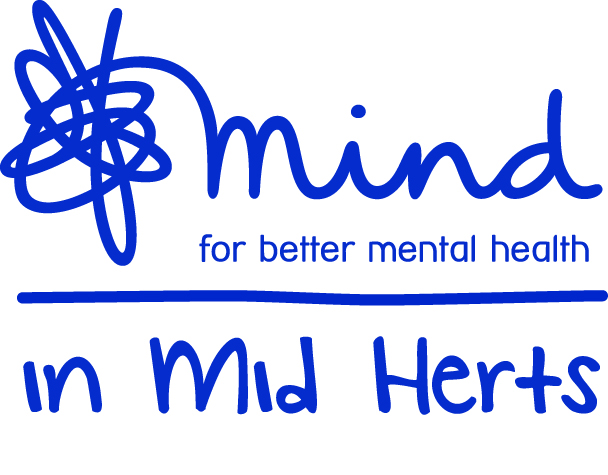 mind
for better mental health
in Mid Herts